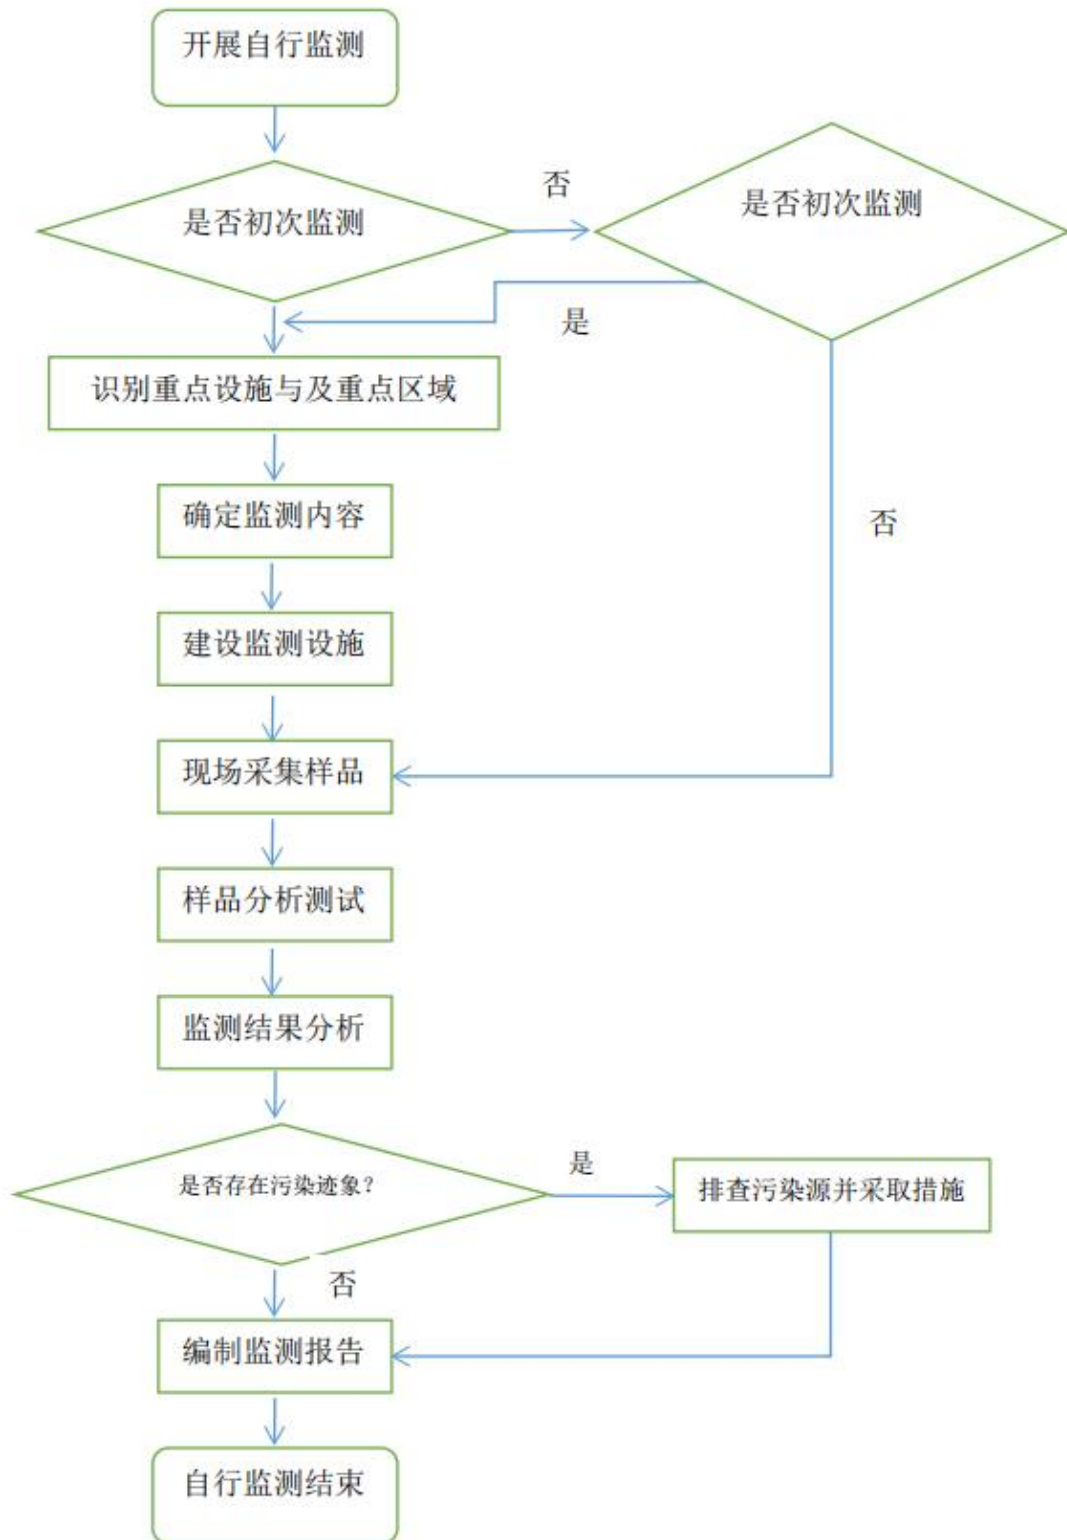 开展自行监测
是否初次监测
否
是否初次监测
是
识别重点设施与及重点区域
确定监测内容
否
建设监测设施
现场采集样品
样品分析测试
监测结果分析
是否存在污染迹象？
是
排查污染源并采取措施
否
编制监测报告
自行监测结束